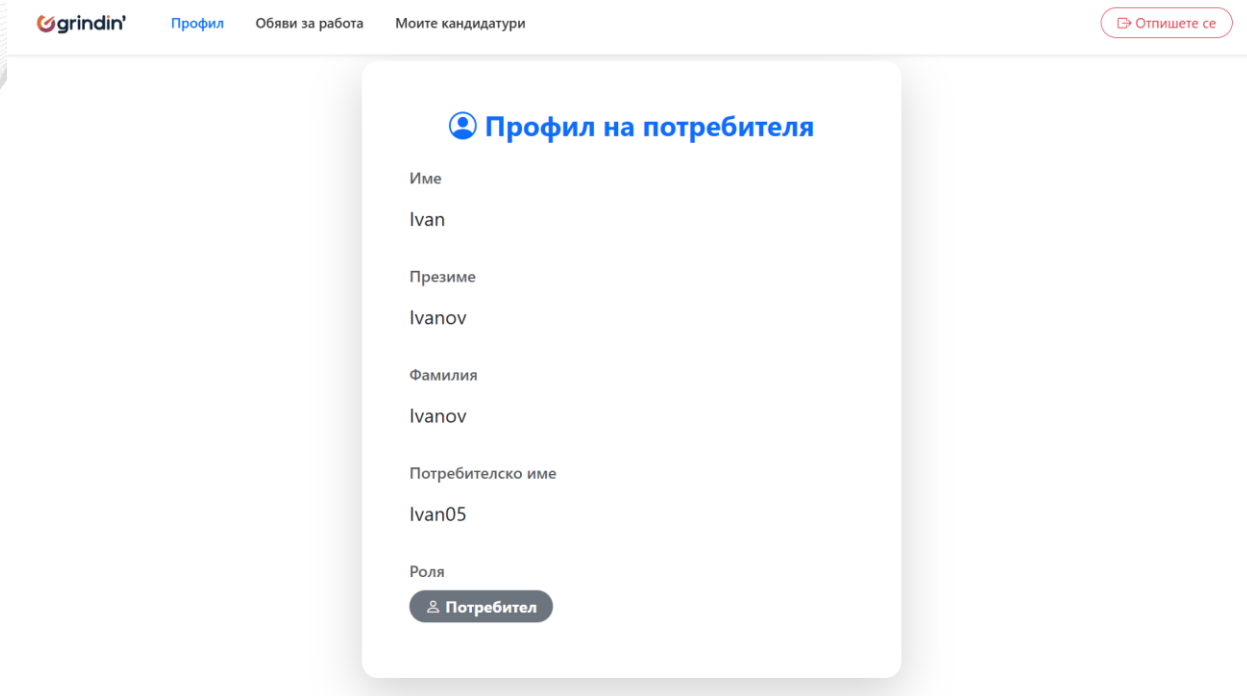 grindin'
Профил
Обяви за работа
Моите кандидатури
Отпишете се
Профил на потребителя
Име
Ivan
Презиме
Ivanov
Фамилия
Ivanov
Потребителско име
Ivan05
Роля
Потребител